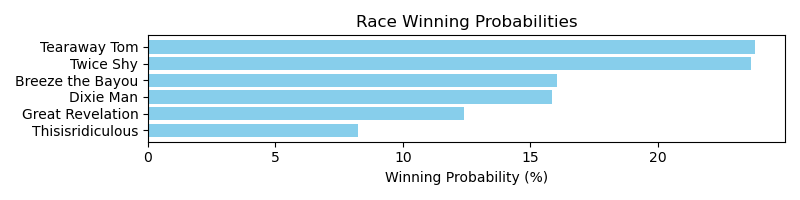 Race Winning Probabilities
Tearaway Tom
Twice Shy
Breeze the Bayou
Dixie Man
Great Revelation
Thisisridiculous
0 5 10 15 20
Winning Probability (%)